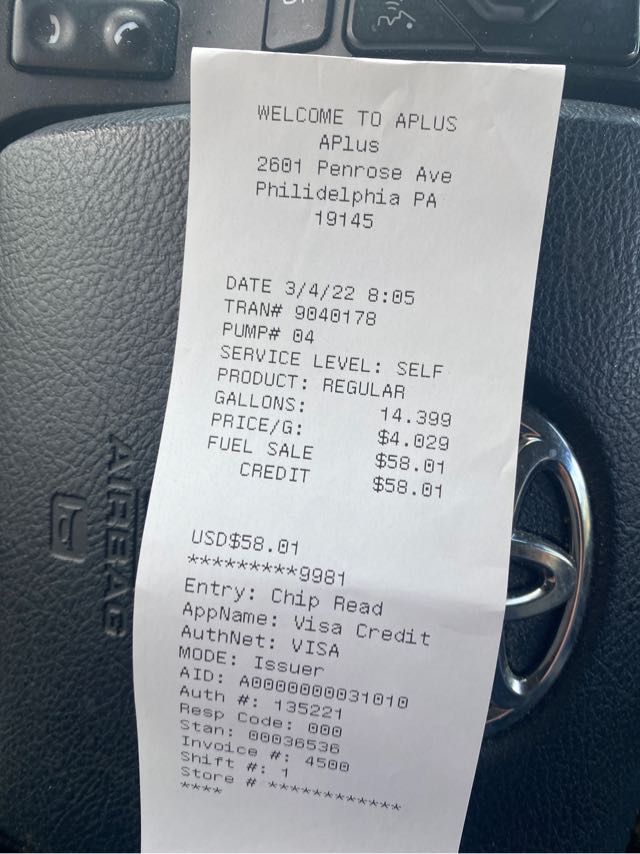 WELCOME TO APLUS
APlus
2601 Penrose Ave
Philidelphia PA
19145
DATE 3/4/22 8:05
TRAN# 9040178
PUMP# 04
SERVICE LEVEL: SELF
PRODUCT: REGULAR
GALLONS: 14.399
PRICE/G: $4.029
FUEL SALE $58.01
CREDIT $58.01
USD$58.01
*********9981
Entry: Chip Read
AppName: Visa Credit
AuthNet: VISA
MODE: Issuer
AID: A0000000031010
Auth #: 135221
Resp Code: 000
Stan: 00036536
Invoice #: 4500
Shift #: 1
Store # ************
****
AIRBAG